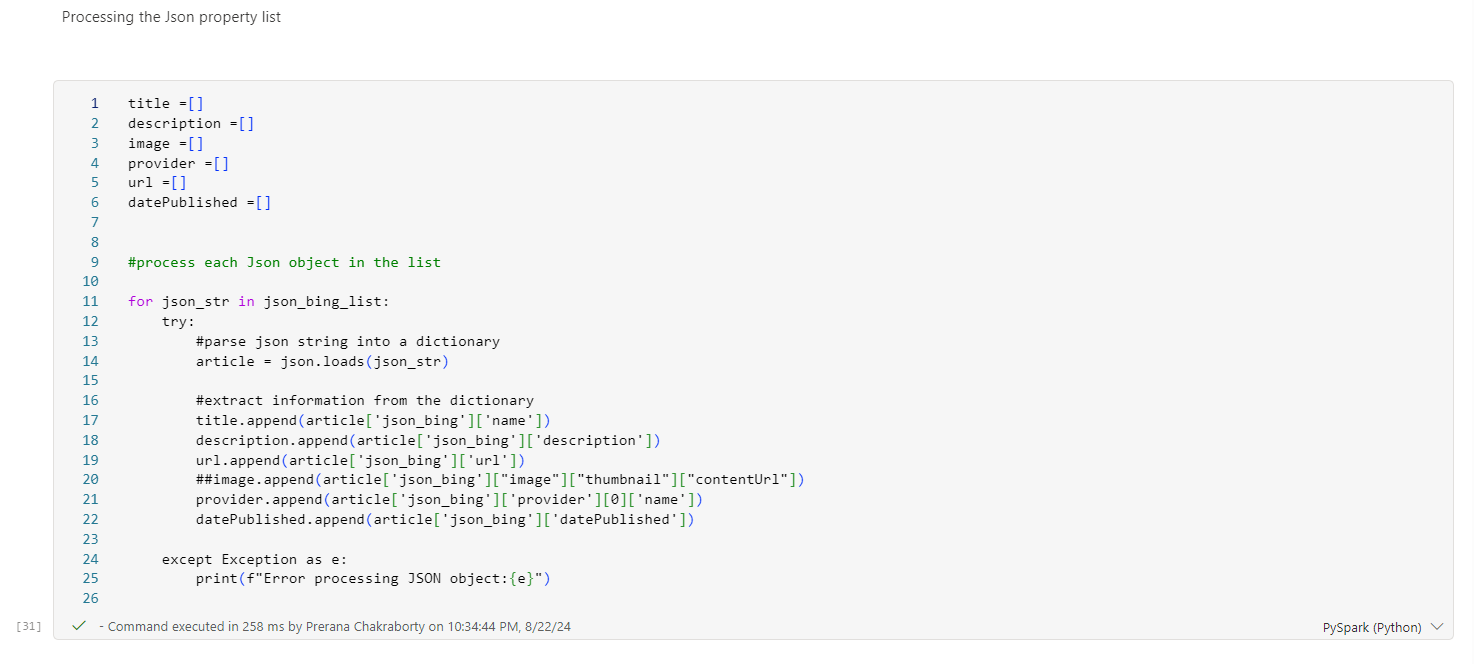 Processing the Json property list
1 title =[]
2 description =[]
3 image =[]
4 provider =[]
5 url =[]
6 datePublished =[]
7
8
9 #process each Json object in the list
10
11 for json_str in json_bing_list:
12     try:
13         #parse json string into a dictionary
14         article = json.loads(json_str)
15
16         #extract information from the dictionary
17         title.append(article['json_bing']['name'])
18         description.append(article['json_bing']['description'])
19         url.append(article['json_bing']['url'])
20         ##image.append(article['json_bing']["image"]["thumbnail"]["contentUrl"])
21         provider.append(article['json_bing']['provider'][0]['name'])
22         datePublished.append(article['json_bing']['datePublished'])
23
24     except Exception as e:
25         print(f"Error processing JSON object:{e}")
26
[31] - Command executed in 258 ms by Prerana Chakraborty on 10:34:44 PM, 8/22/24 PySpark (Python)